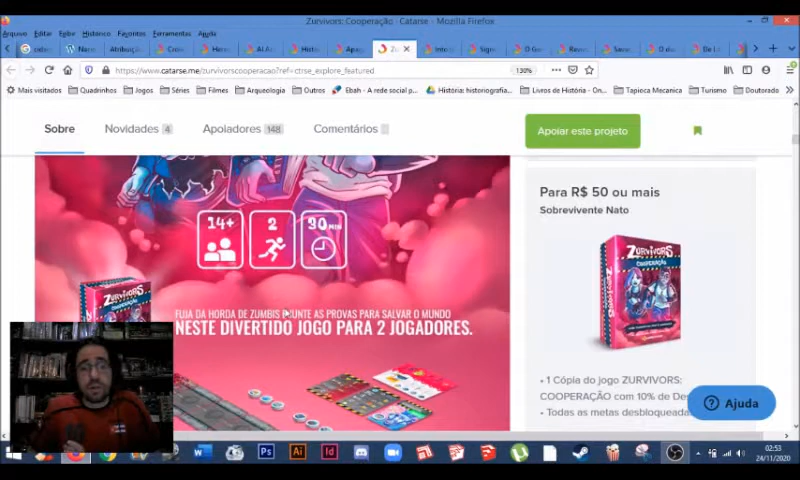 Zurvivors: Cooperação · Catarse - Mozilla Firefox
Arquivo Editar Exibir Histórico Favoritos Ferramentas Ajuda
https://www.catarse.me/zurvivorscooperacao?ref=ctrse_explore_featured
130%
Mais visitados Quadrinhos Jogos Séries Filmes Arqueologia Outros Ebah - A rede social p... História: historiografia... Livros de História - On... Tapioca Mecanica Turismo Doutorado
Sobre Novidades 4 Apoiadores 148 Comentários
Apoiar este projeto
14+ 2 30 MIN
Para R$ 50 ou mais
Sobrevivente Nato
ZURVIVORS
COOPERAÇÃO
ZURVIVORS
FUJA DA HORDA DE ZUMBIS E JUNTE AS PROVAS PARA SALVAR O MUNDO
NESTE DIVERTIDO JOGO PARA 2 JOGADORES.
• 1 Cópia do jogo ZURVIVORS:
COOPERAÇÃO com 10% de De
• Todas as metas desbloqueada
Ajuda
Ps Ai Id
02:53
24/11/2020